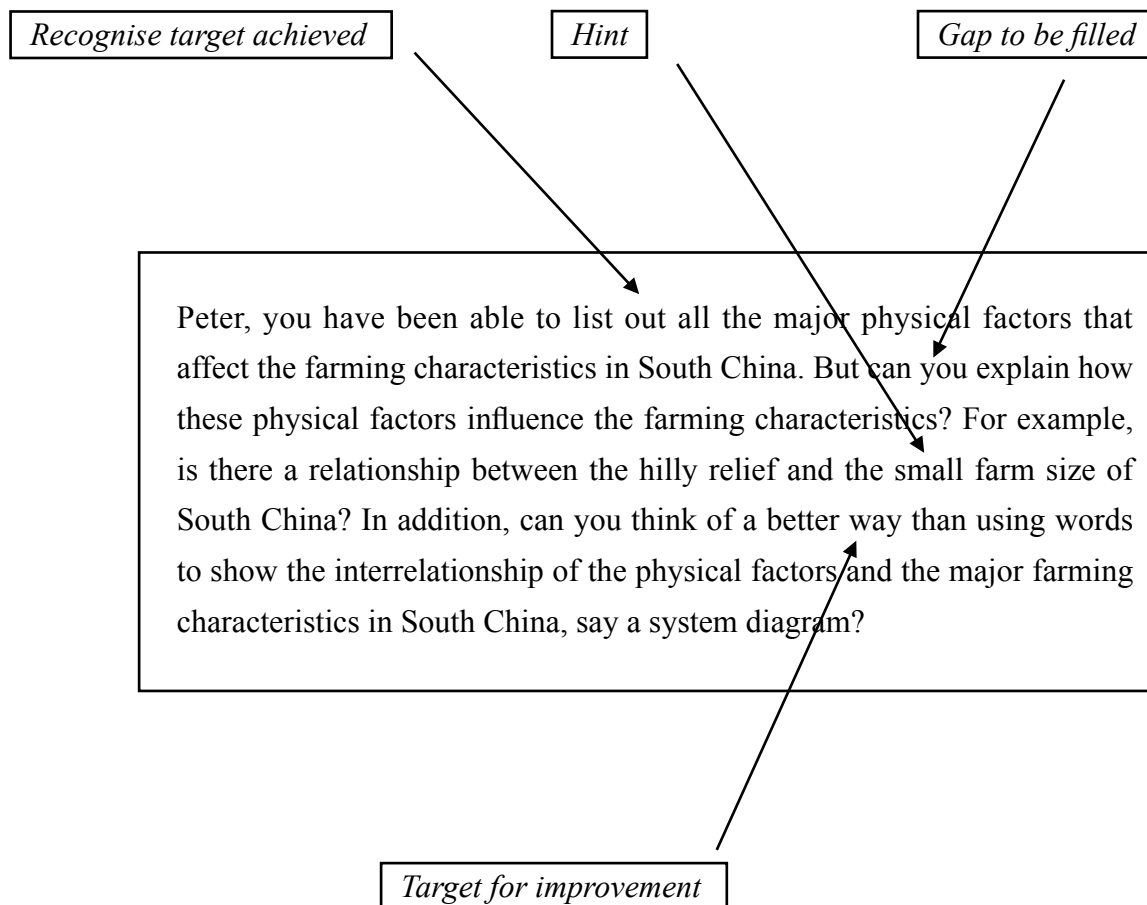 Recognise target achieved
Hint
Gap to be filled
Peter, you have been able to list out all the major physical factors that
affect the farming characteristics in South China. But can you explain how
these physical factors influence the farming characteristics? For example,
is there a relationship between the hilly relief and the small farm size of
South China? In addition, can you think of a better way than using words
to show the interrelationship of the physical factors and the major farming
characteristics in South China, say a system diagram?
Target for improvement